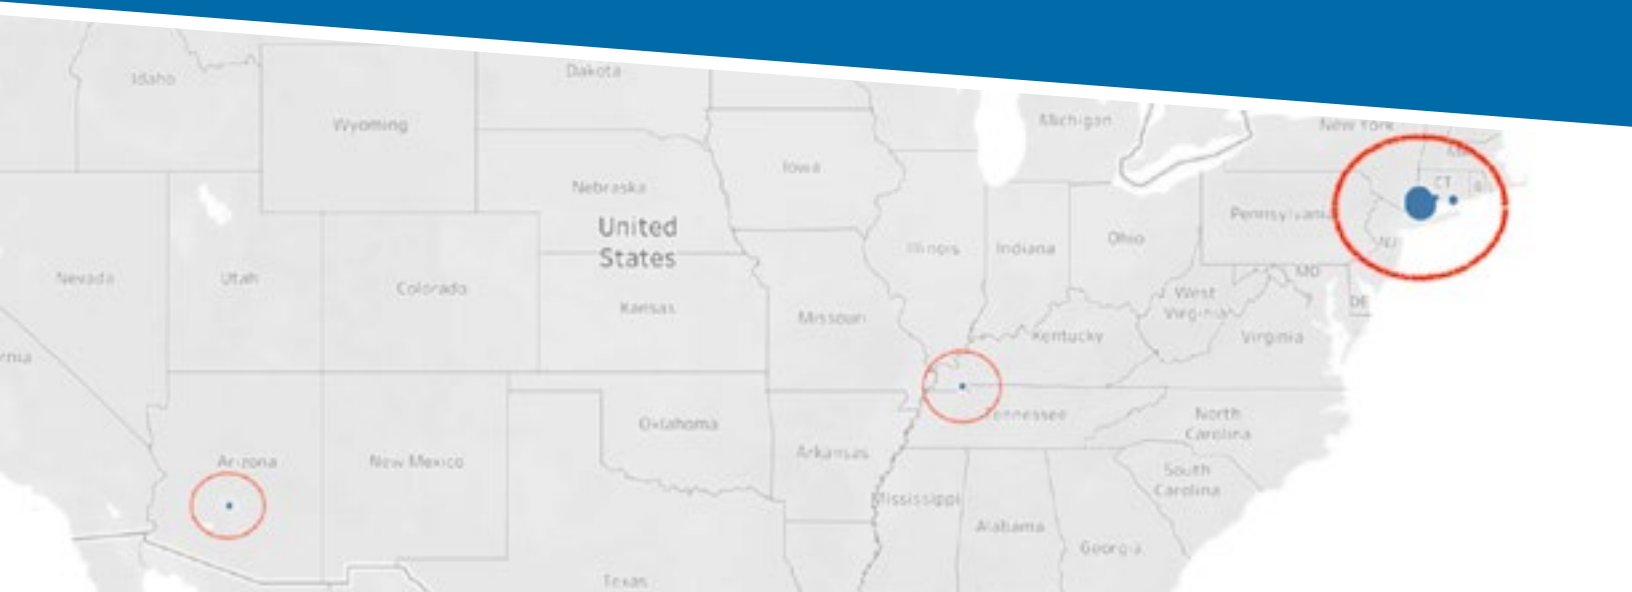 Idaho
Dakota
Wyoming
Michigan
New York
Iowa
Nebraska
CT
Pennsylvania
United
States
Ohio
NJ
Illinois
Indiana
Nevada
Utah
Colorado
MD
West
Virginia
DE
Kansas
Missouri
Kentucky
Virginia
rnia
Tennessee
North
Carolina
Oklahoma
Arkansas
Arizona
New Mexico
South
Carolina
Mississippi
Alabama
Georgia
Texas